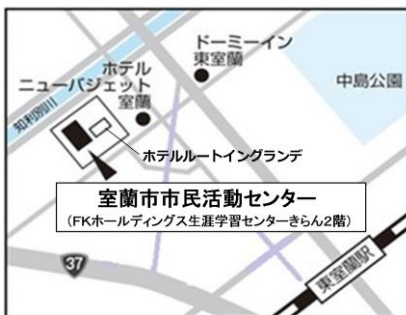 ドーミーイン
東室蘭
ホテル
ニューバジェット
室蘭
中島公園
知利別川
ホテルルートイングランデ
室蘭市市民活動センター
(FKホールディングス生涯学習センターきらん2階)
37
東室蘭駅